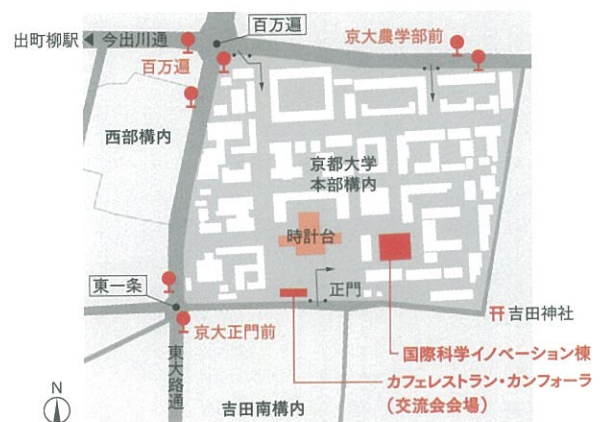 百万遍
出町柳駅◀今出川通
京大農学部前
百万遍
西部構内
京都大学
本部構内
時計台
東一条
正門
吉田神社
京大正門前
国際科学イノベーション棟
カフェレストラン・カンフォーラ
（交流会会場）
東大路通
N
吉田南構内